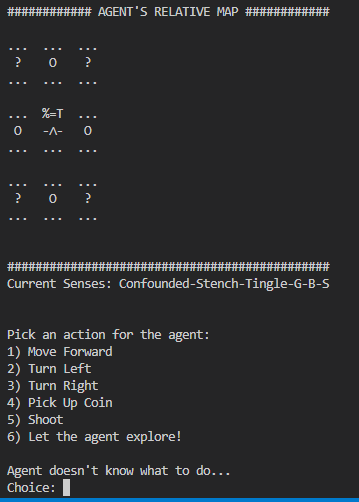 ############ AGENT'S RELATIVE MAP ############
... ... ...
? O ?
... ... ...
... %=T ...
O -∧- O
... ... ...
... ... ...
? O ?
... ... ...
##############################################
Current Senses: Confounded-Stench-Tingle-G-B-S
Pick an action for the agent:
1) Move Forward
2) Turn Left
3) Turn Right
4) Pick Up Coin
5) Shoot
6) Let the agent explore!
Agent doesn't know what to do...
Choice: